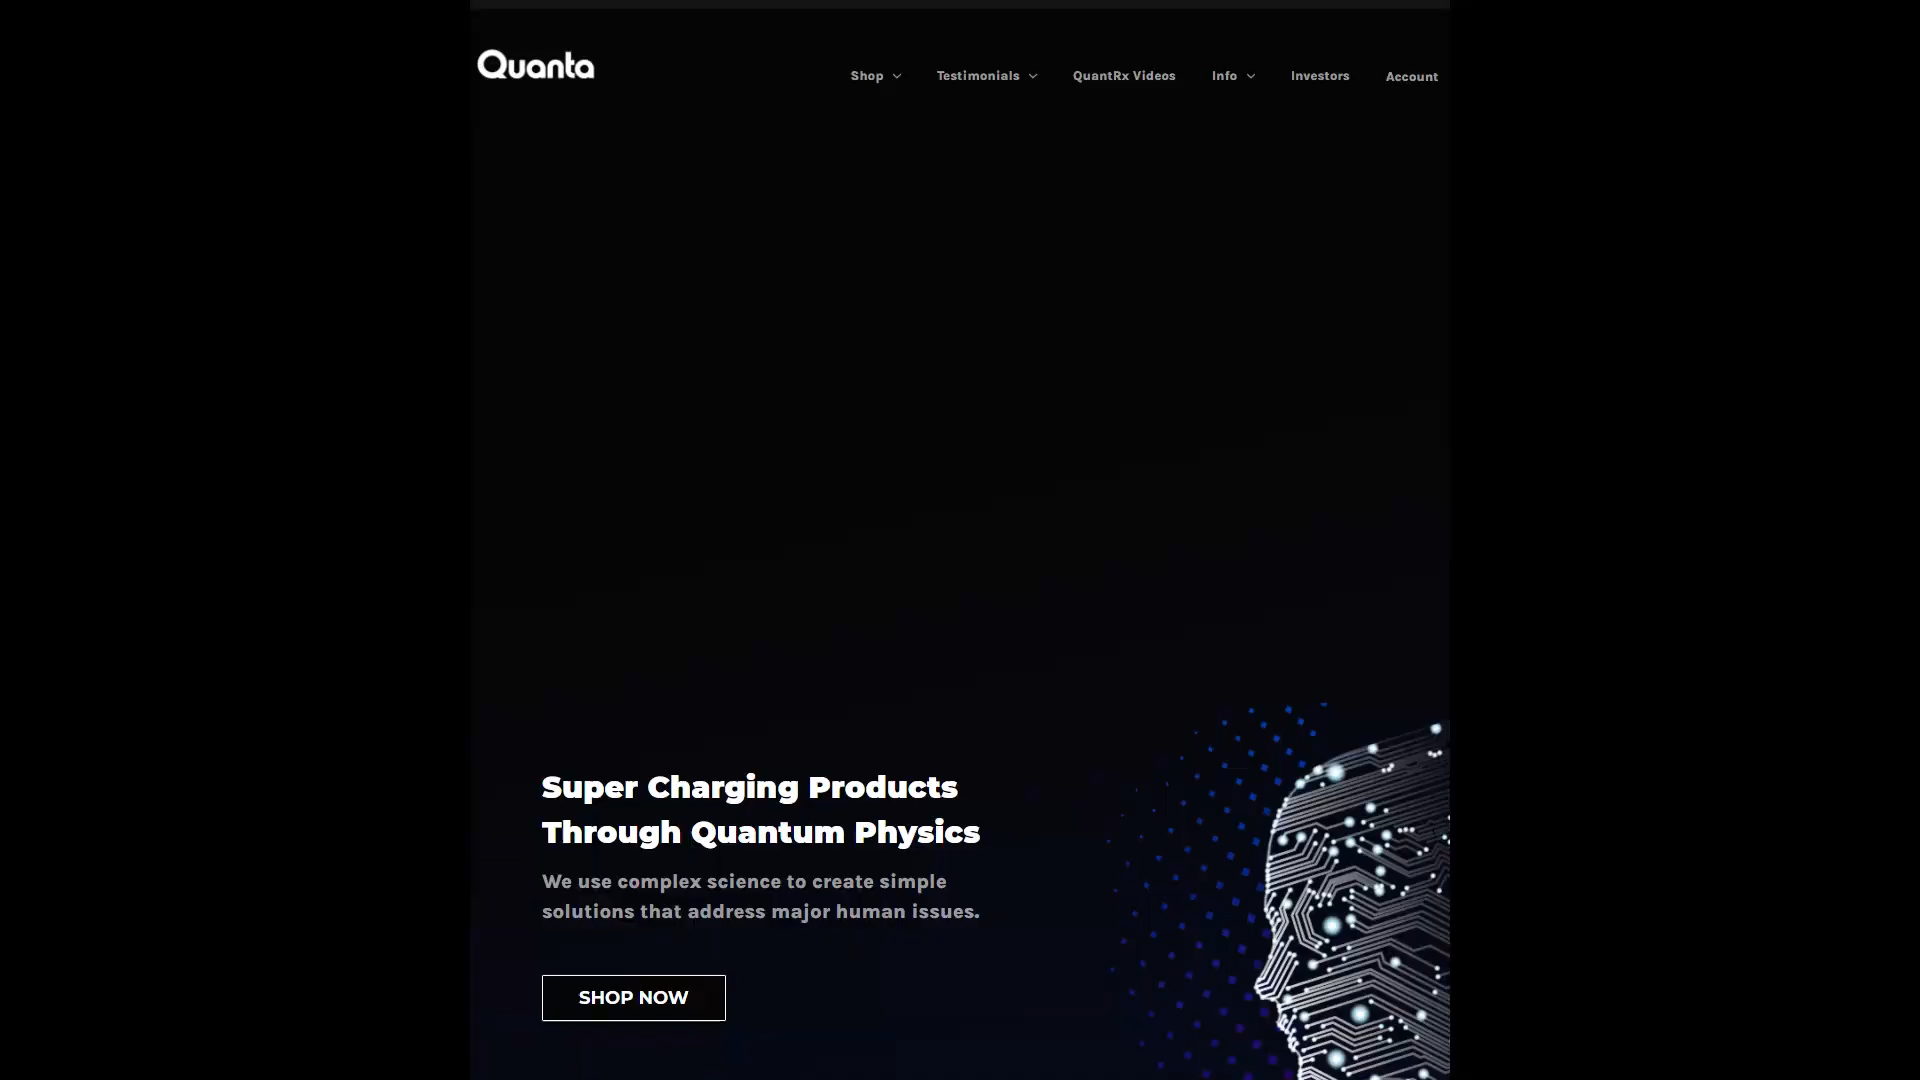 Quanta
Shop Testimonials QuantRx Videos Info Investors Account
Super Charging Products
Through Quantum Physics
We use complex science to create simple
solutions that address major human issues.
SHOP NOW